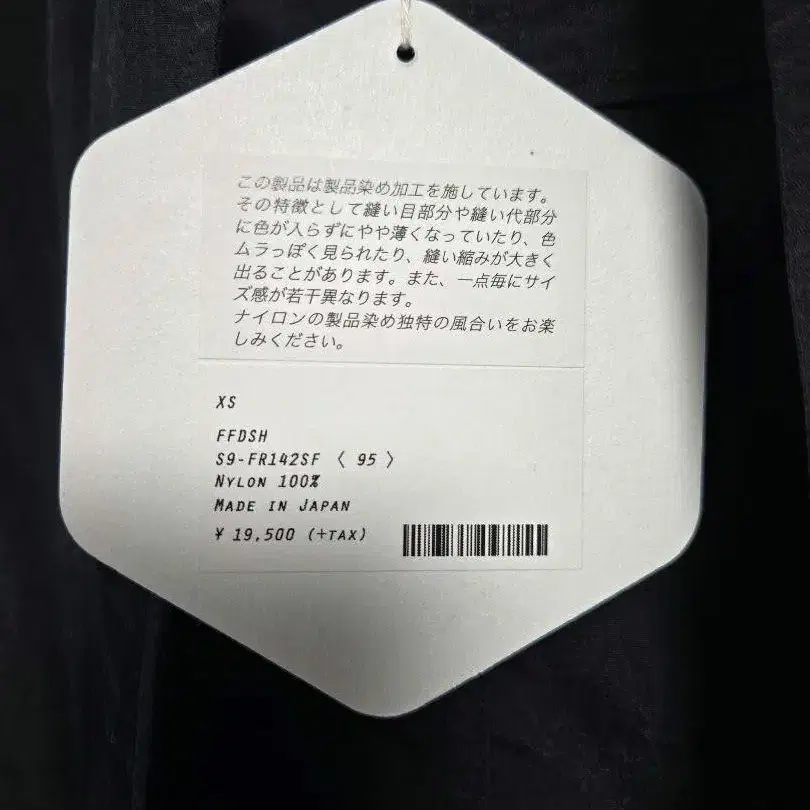 この製品は製品染め加工を施しています。
その特徴として縫い目部分や縫い代部分
に色が入らずにやや薄くなっていたり、色
ムラっぽく見られたり、縫い縮みが大きく
出ることがあります。また、一点毎にサイ
ズ感が若干異なります。
ナイロンの製品染め独特の風合いをお楽
しみください。
XS
FFDSH
S9-FR142SF 〈 95 〉
NYLON 100%
MADE IN JAPAN
¥ 19,500 (+TAX)